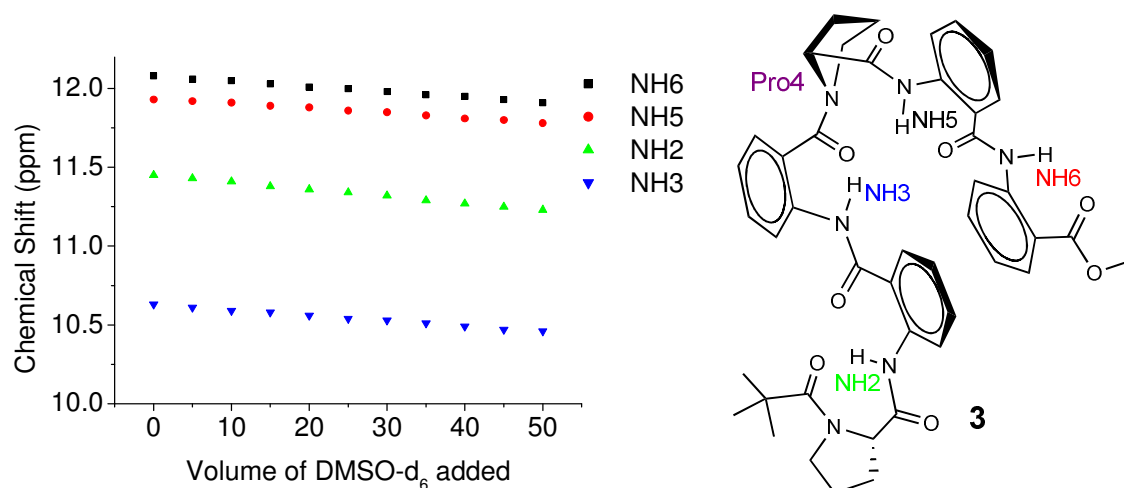 Chemical Shift (ppm)
12.0
11.5
11.0
10.5
10.0
0 10 20 30 40 50
Volume of DMSO-d6 added
NH6
NH5
NH2
NH3
O
Pro4
N
N
HNH5
O
O
N
H
NH6
H
NH3
N
O
O
O
O
H
N
NH2
O
N
O
3